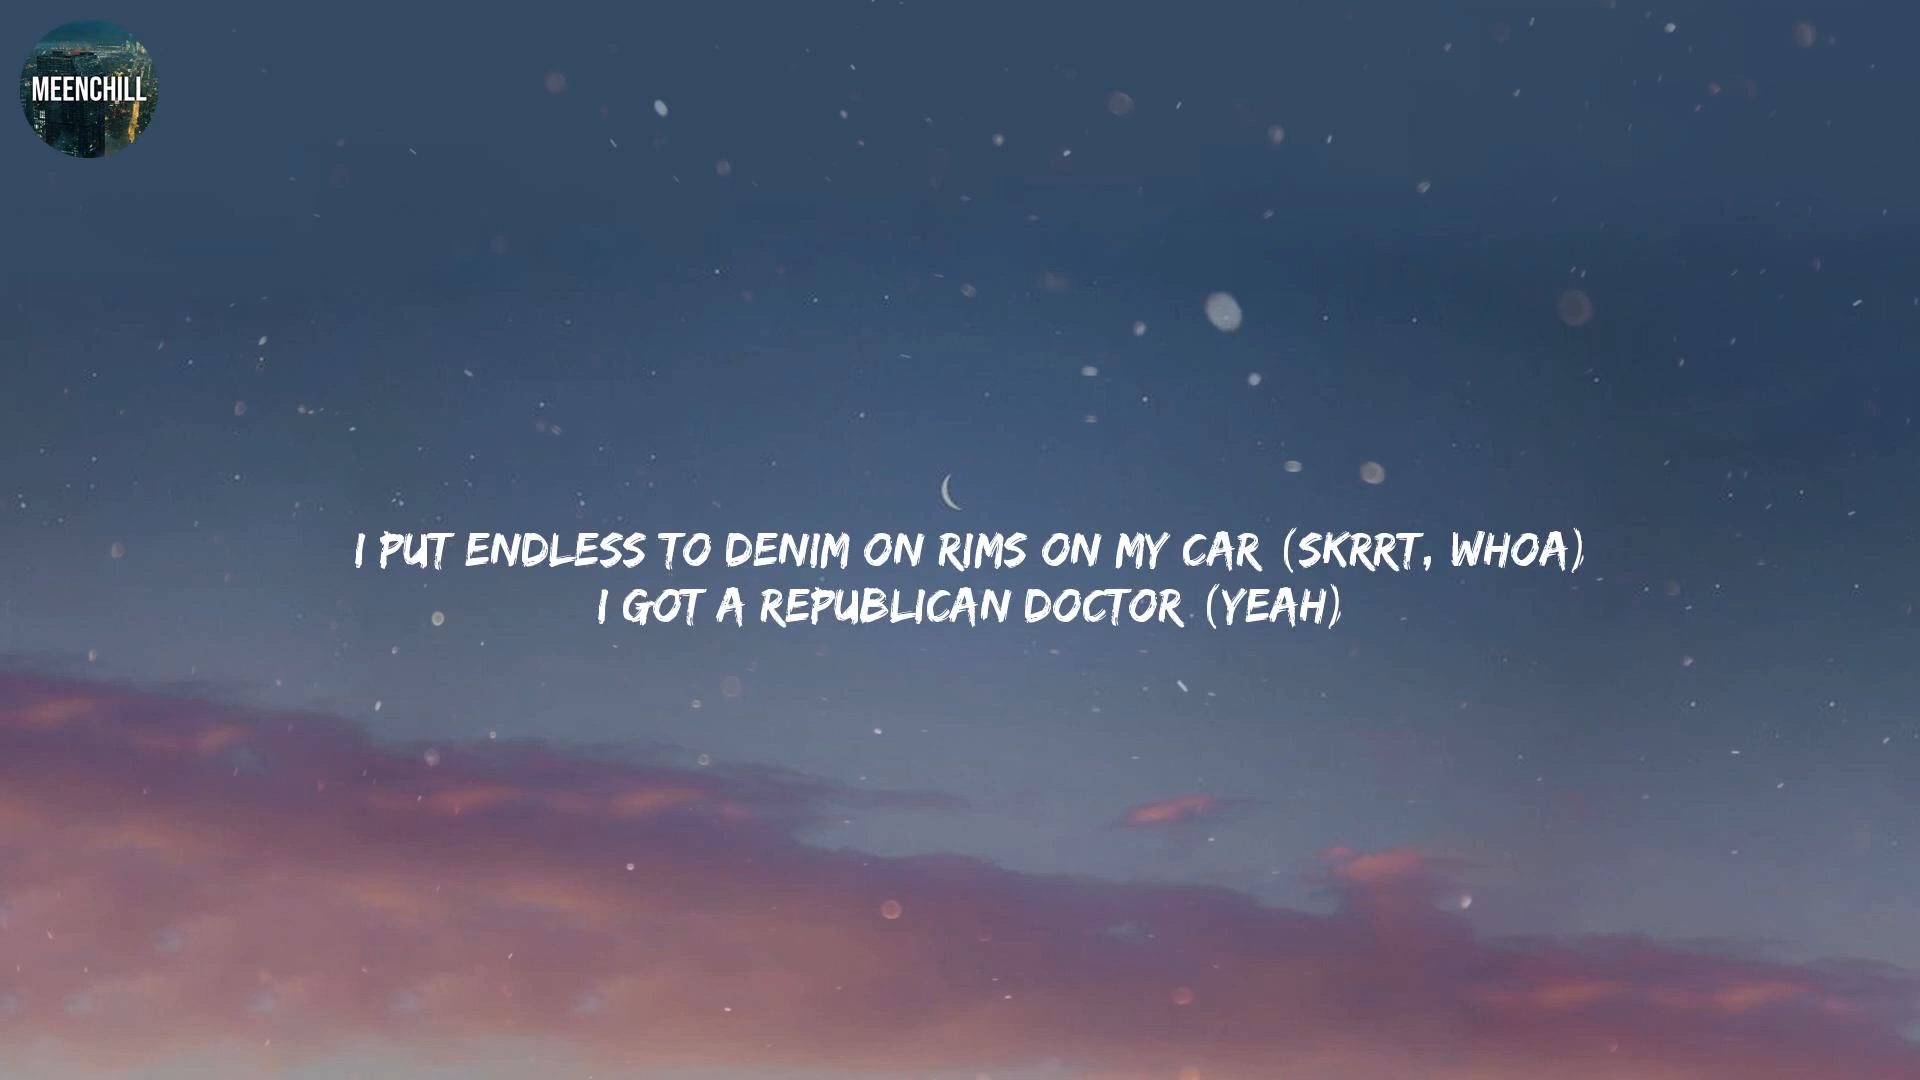 MEENCHILL
I PUT ENDLESS TO DENIM ON RIMS ON MY CAR (SKRRT, WHOA)
I GOT A REPUBLICAN DOCTOR (YEAH)